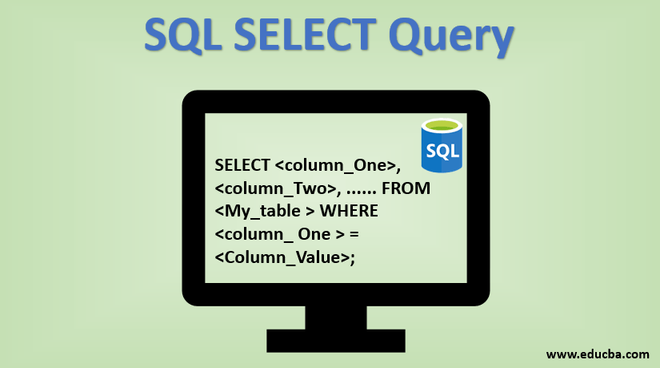 SQL SELECT Query
SQL
SELECT <column_One>,
<column_Two>, ...... FROM
<My_table > WHERE
<column_ One > =
<Column_Value>;
www.educba.com